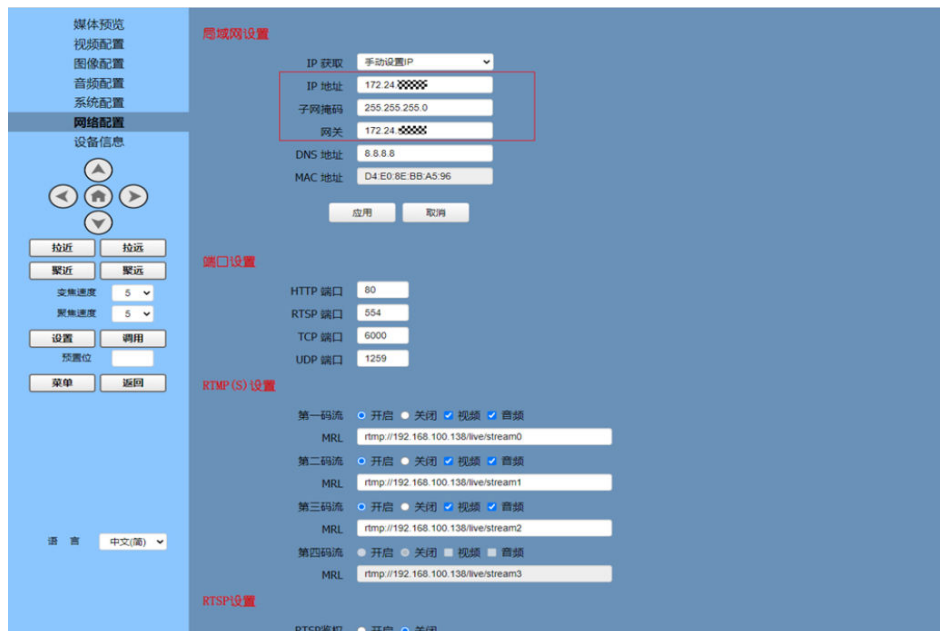 媒体预览
视频配置
图像配置
音频配置
系统配置
网络配置
设备信息
拉近 拉远
聚近 聚远
变焦速度 5
聚焦速度 5
设置 调用
预置位
菜单 返回
语 言 中文(简)
局域网设置
IP 获取 手动设置IP
IP 地址 172.24.
子网掩码 255.255.255.0
网关 172.24.
DNS 地址 8.8.8.8
MAC 地址 D4:E0:8E:BB:A5:96
应用 取消
端口设置
HTTP 端口 80
RTSP 端口 554
TCP 端口 6000
UDP 端口 1259
RTMP(S)设置
第一码流 开启 关闭 视频 音频
MRL rtmp://192.168.100.138/live/stream0
第二码流 开启 关闭 视频 音频
MRL rtmp://192.168.100.138/live/stream1
第三码流 开启 关闭 视频 音频
MRL rtmp://192.168.100.138/live/stream2
第四码流 开启 关闭 视频 音频
MRL rtmp://192.168.100.138/live/stream3
RTSP设置
RTSP鉴权 开启 关闭